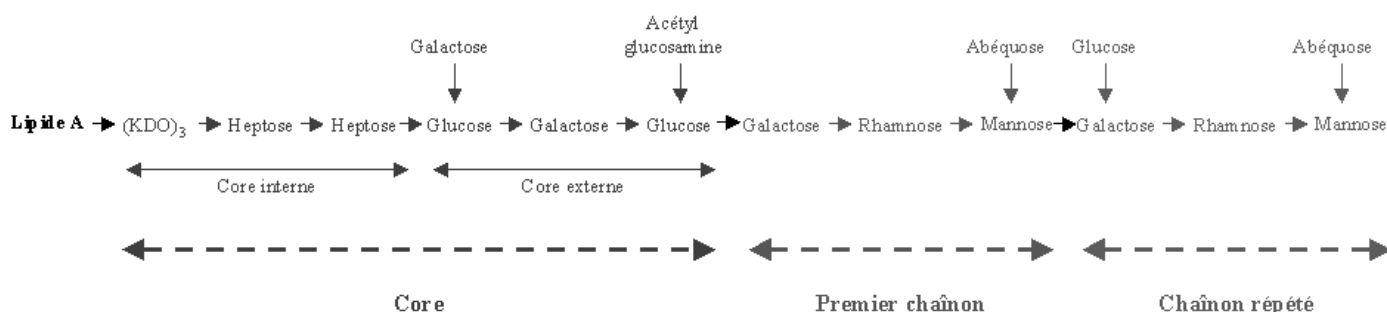 Acétyl
Galactose glucosamine Abéquose Glucose Abéquose
Lipide A (KDO)3 Heptose Heptose Glucose Galactose Glucose Galactose Rhamnose Mannose Galactose Rhamnose Mannose
Core interne Core externe
Core Premier chaînon Chaînon répété